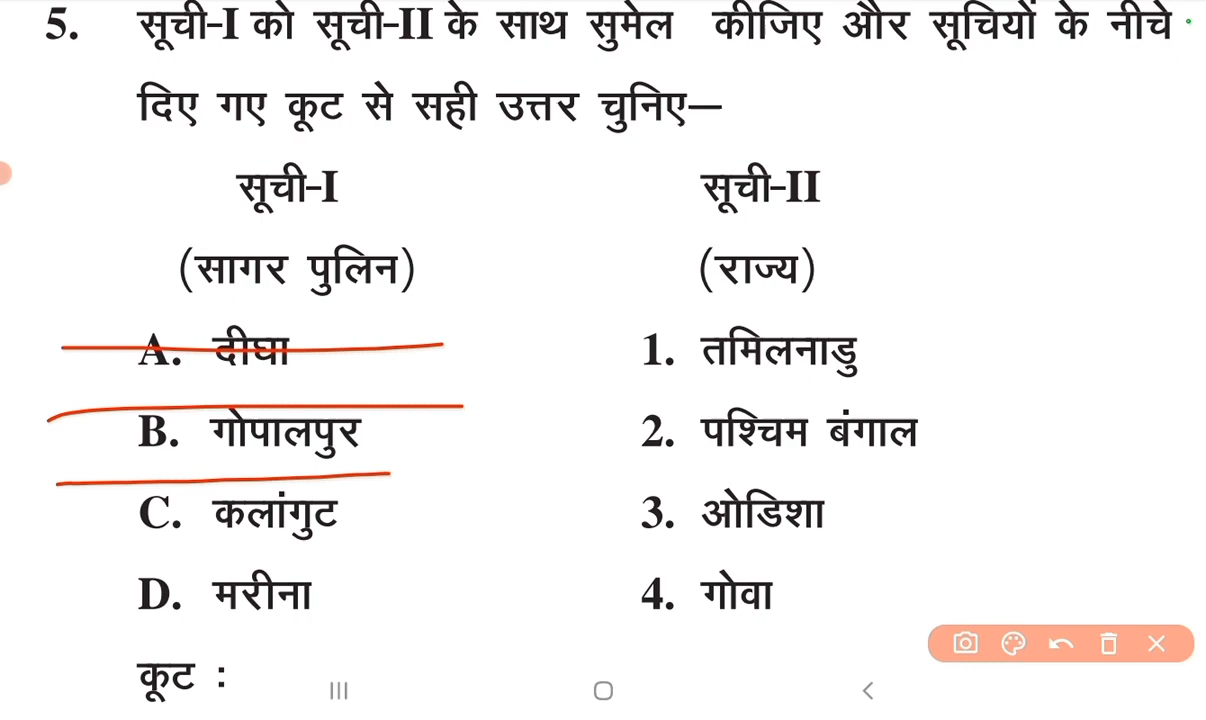 5. सूची-I को सूची-II के साथ सुमेल कीजिए और सूचियों के नीचे
दिए गए कूट से सही उत्तर चुनिए—
सूची-I सूची-II
(सागर पुलिन) (राज्य)
A. दीघा 1. तमिलनाडु
B. गोपालपुर 2. पश्चिम बंगाल
C. कलांगुट 3. ओडिशा
D. मरीना 4. गोवा
कूट :